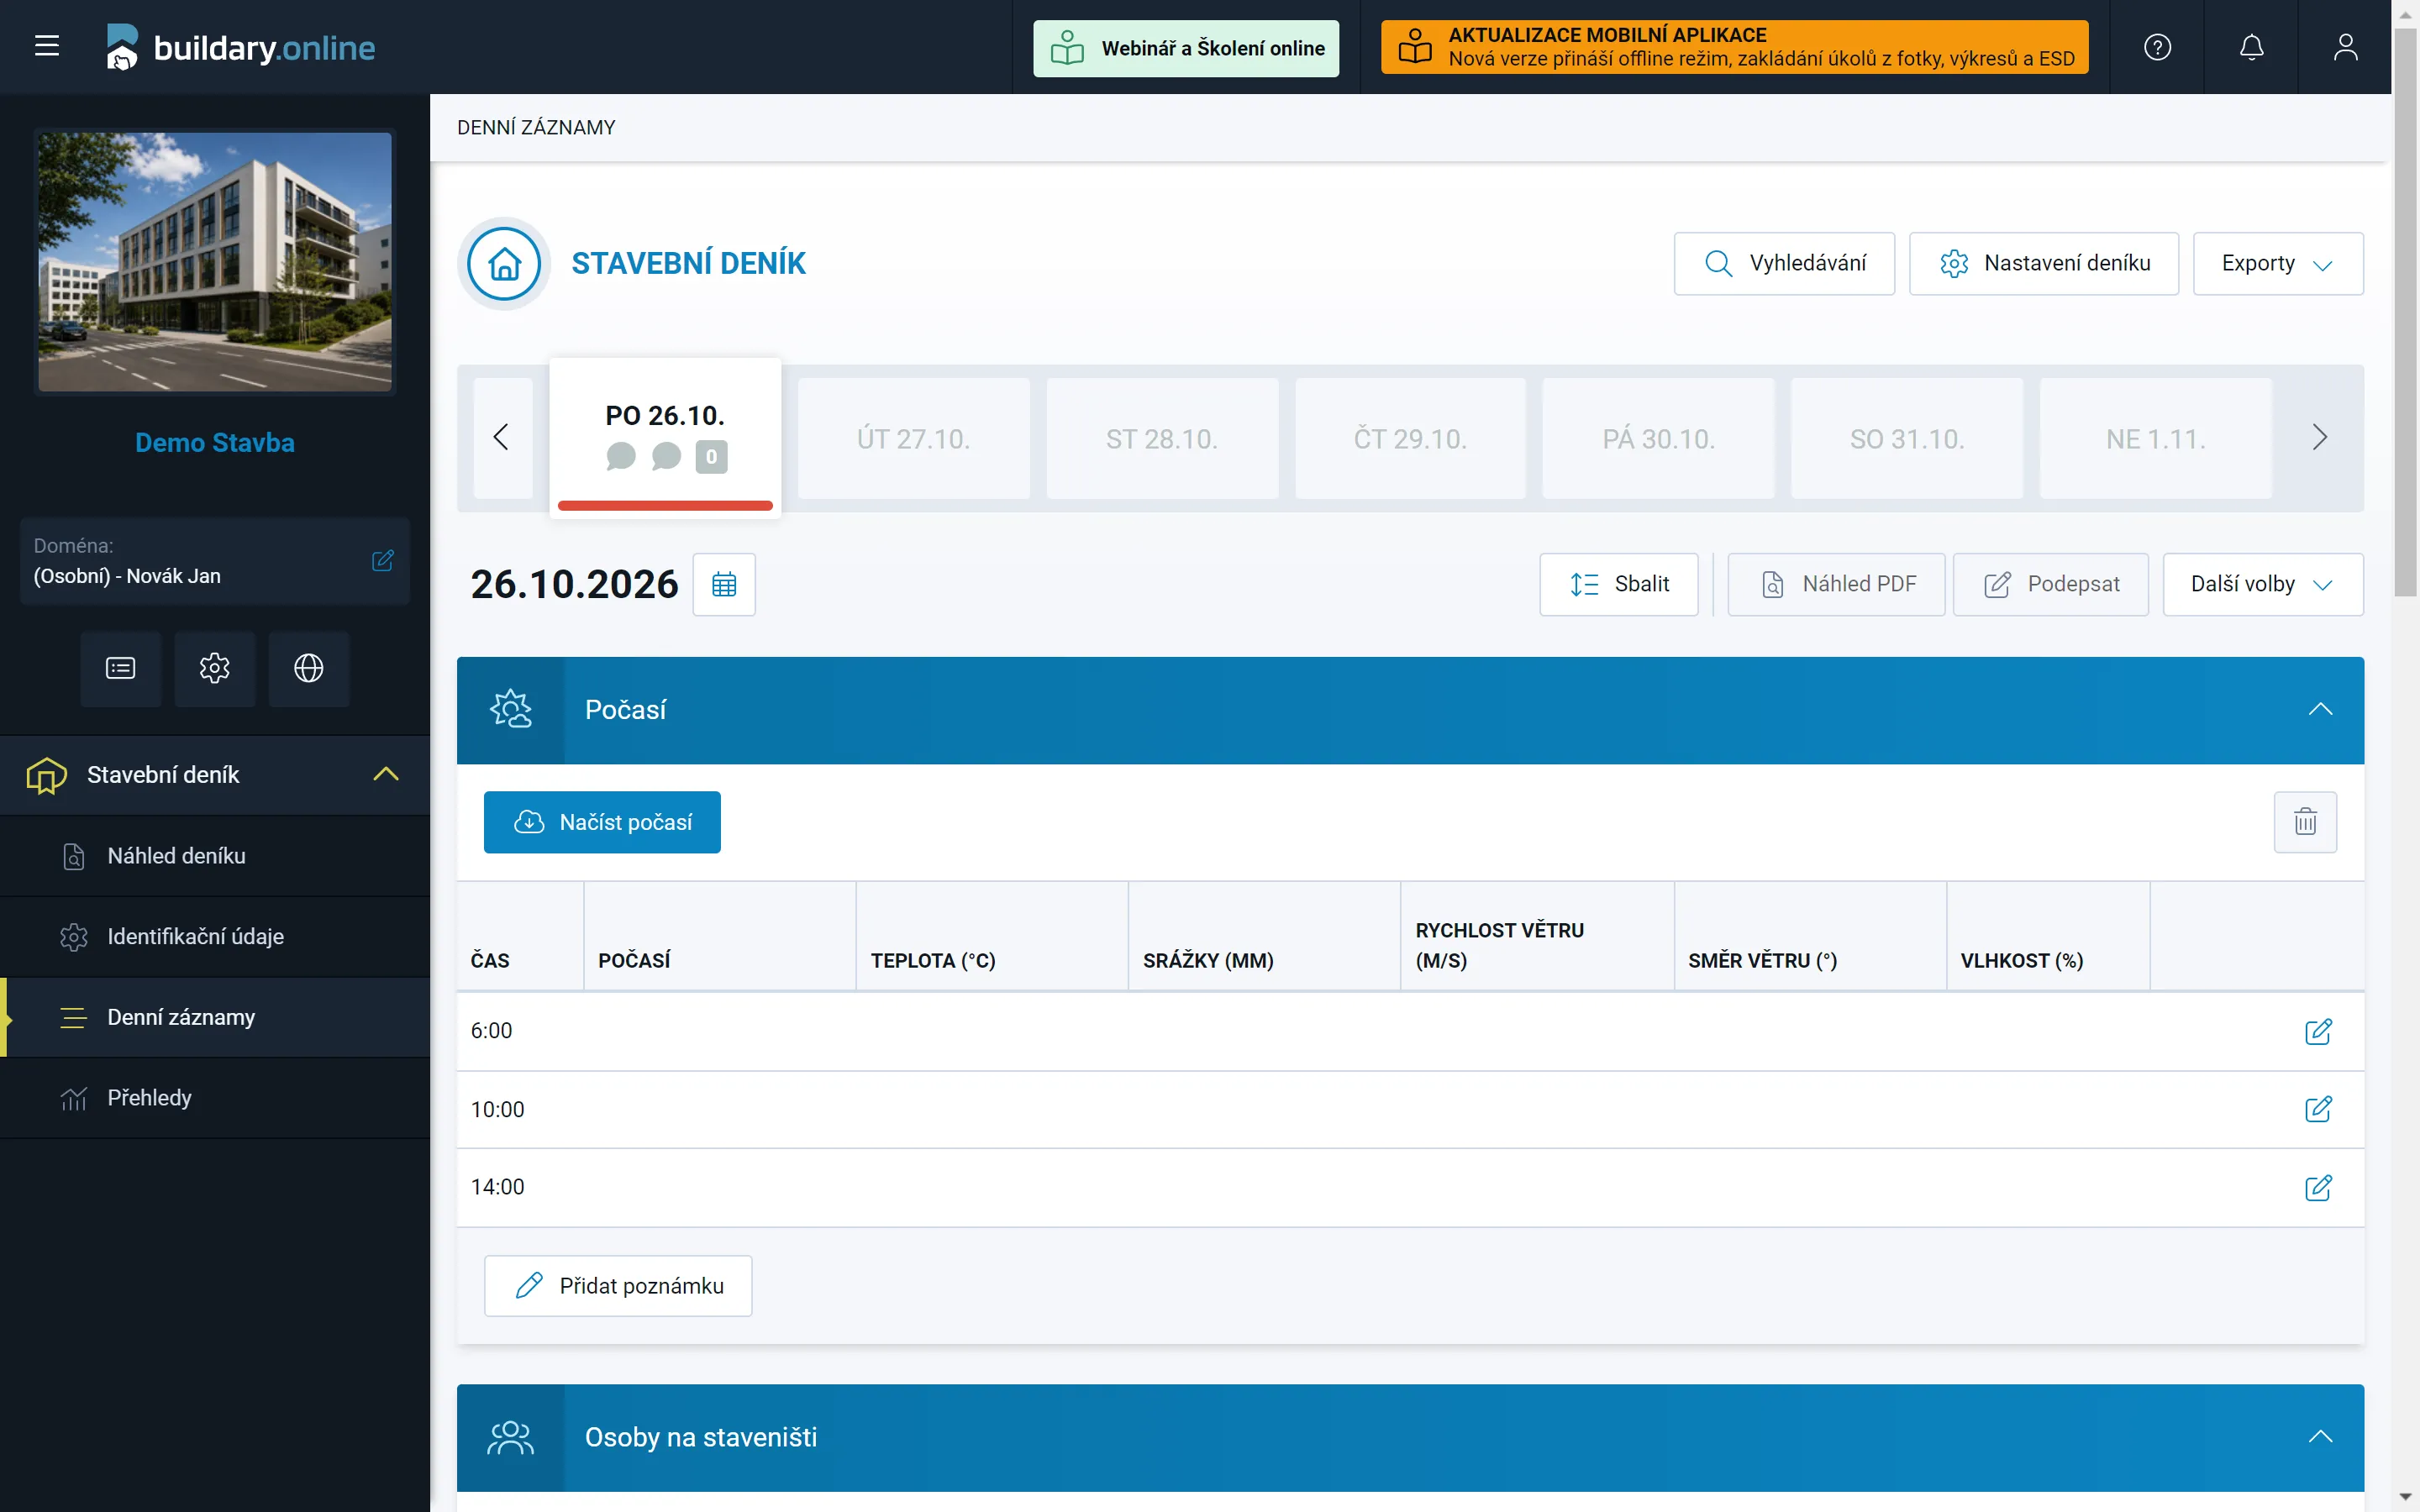 buildary.online
Webinář a Školení online
AKTUALIZACE MOBILNÍ APLIKACE
Nová verze přináší offline režim, zakládání úkolů z fotky, výkresů a ESD
Demo Stavba
Doména:
(Osobní) - Novák Jan
Stavební deník
Náhled deníku
Identifikační údaje
Denní záznamy
Přehledy
DENNÍ ZÁZNAMY
STAVEBNÍ DENÍK
Vyhledávání
Nastavení deníku
Exporty
PO 26.10.
0
ÚT 27.10.
ST 28.10.
ČT 29.10.
PÁ 30.10.
SO 31.10.
NE 1.11.
26.10.2026
Sbalit
Náhled PDF
Podepsat
Další volby
Počasí
Načíst počasí
ČAS
POČASÍ
TEPLOTA (°C)
SRÁŽKY (MM)
RYCHLOST VĚTRU
(M/S)
SMĚR VĚTRU (°)
VLHKOST (%)
6:00
10:00
14:00
Přidat poznámku
Osoby na staveništi